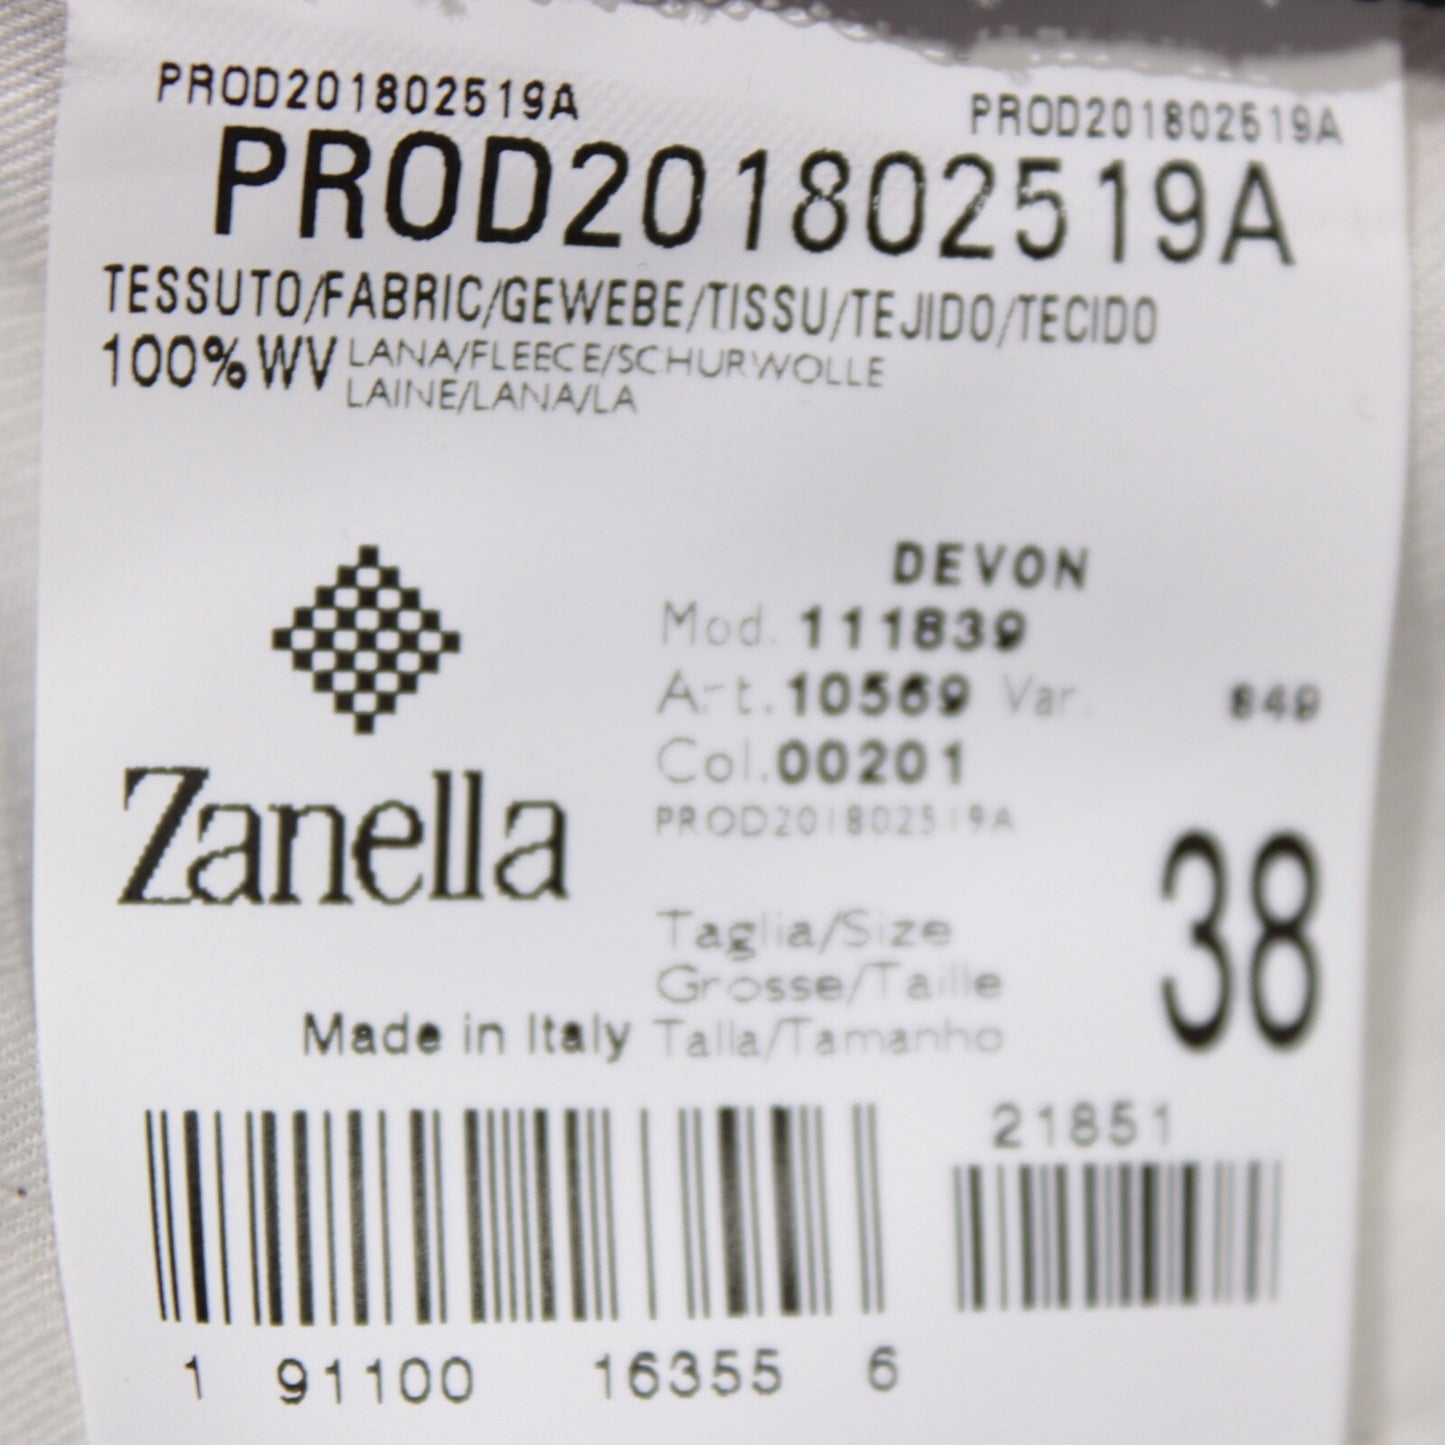 PROD201802519A PROD201802519A
PROD201802519A
TESSUTO/FABRIC/GEWEBE/TISSU/TEJIDO/TECIDO
100% WV LANA/FLEECE/SCHURWOLLE
LAINE/LANA/LA
DEVON
Mod. 111839
Art. 10569 Var. 849
Col. 00201
PROD201802519A
Zanella
38
Taglia/Size
Grosse/Taille
Made in Italy Talla/Tamanho
21851
1 91100 16355 6